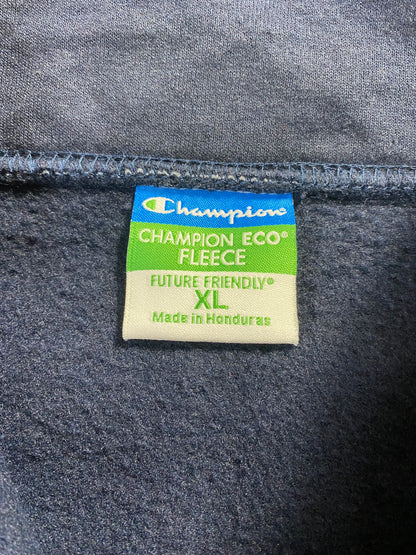 Champion
CHAMPION ECO®
FLEECE
FUTURE FRIENDLY®
XL
Made in Honduras